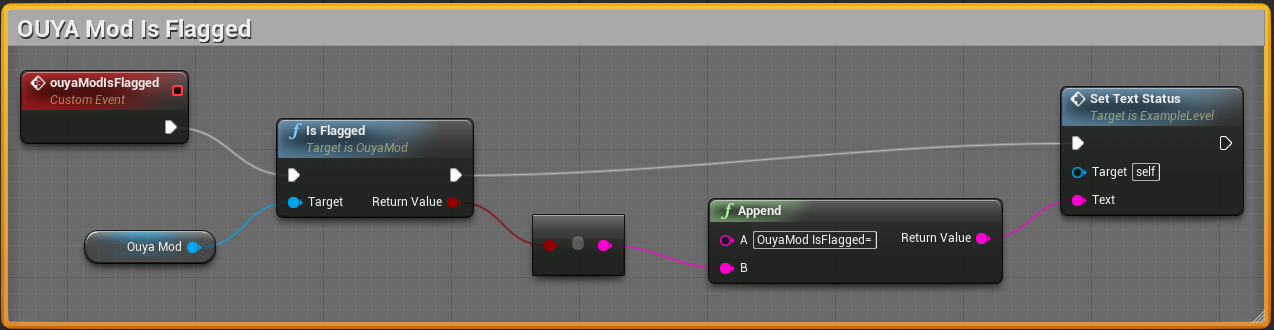 OUYA Mod Is Flagged
ouyaModIsFlagged
Custom Event
f Is Flagged
Target is OuyaMod
Target
Return Value
Ouya Mod
f Append
A OuyaMod IsFlagged=
Return Value
B
Set Text Status
Target is ExampleLevel
Target self
Text